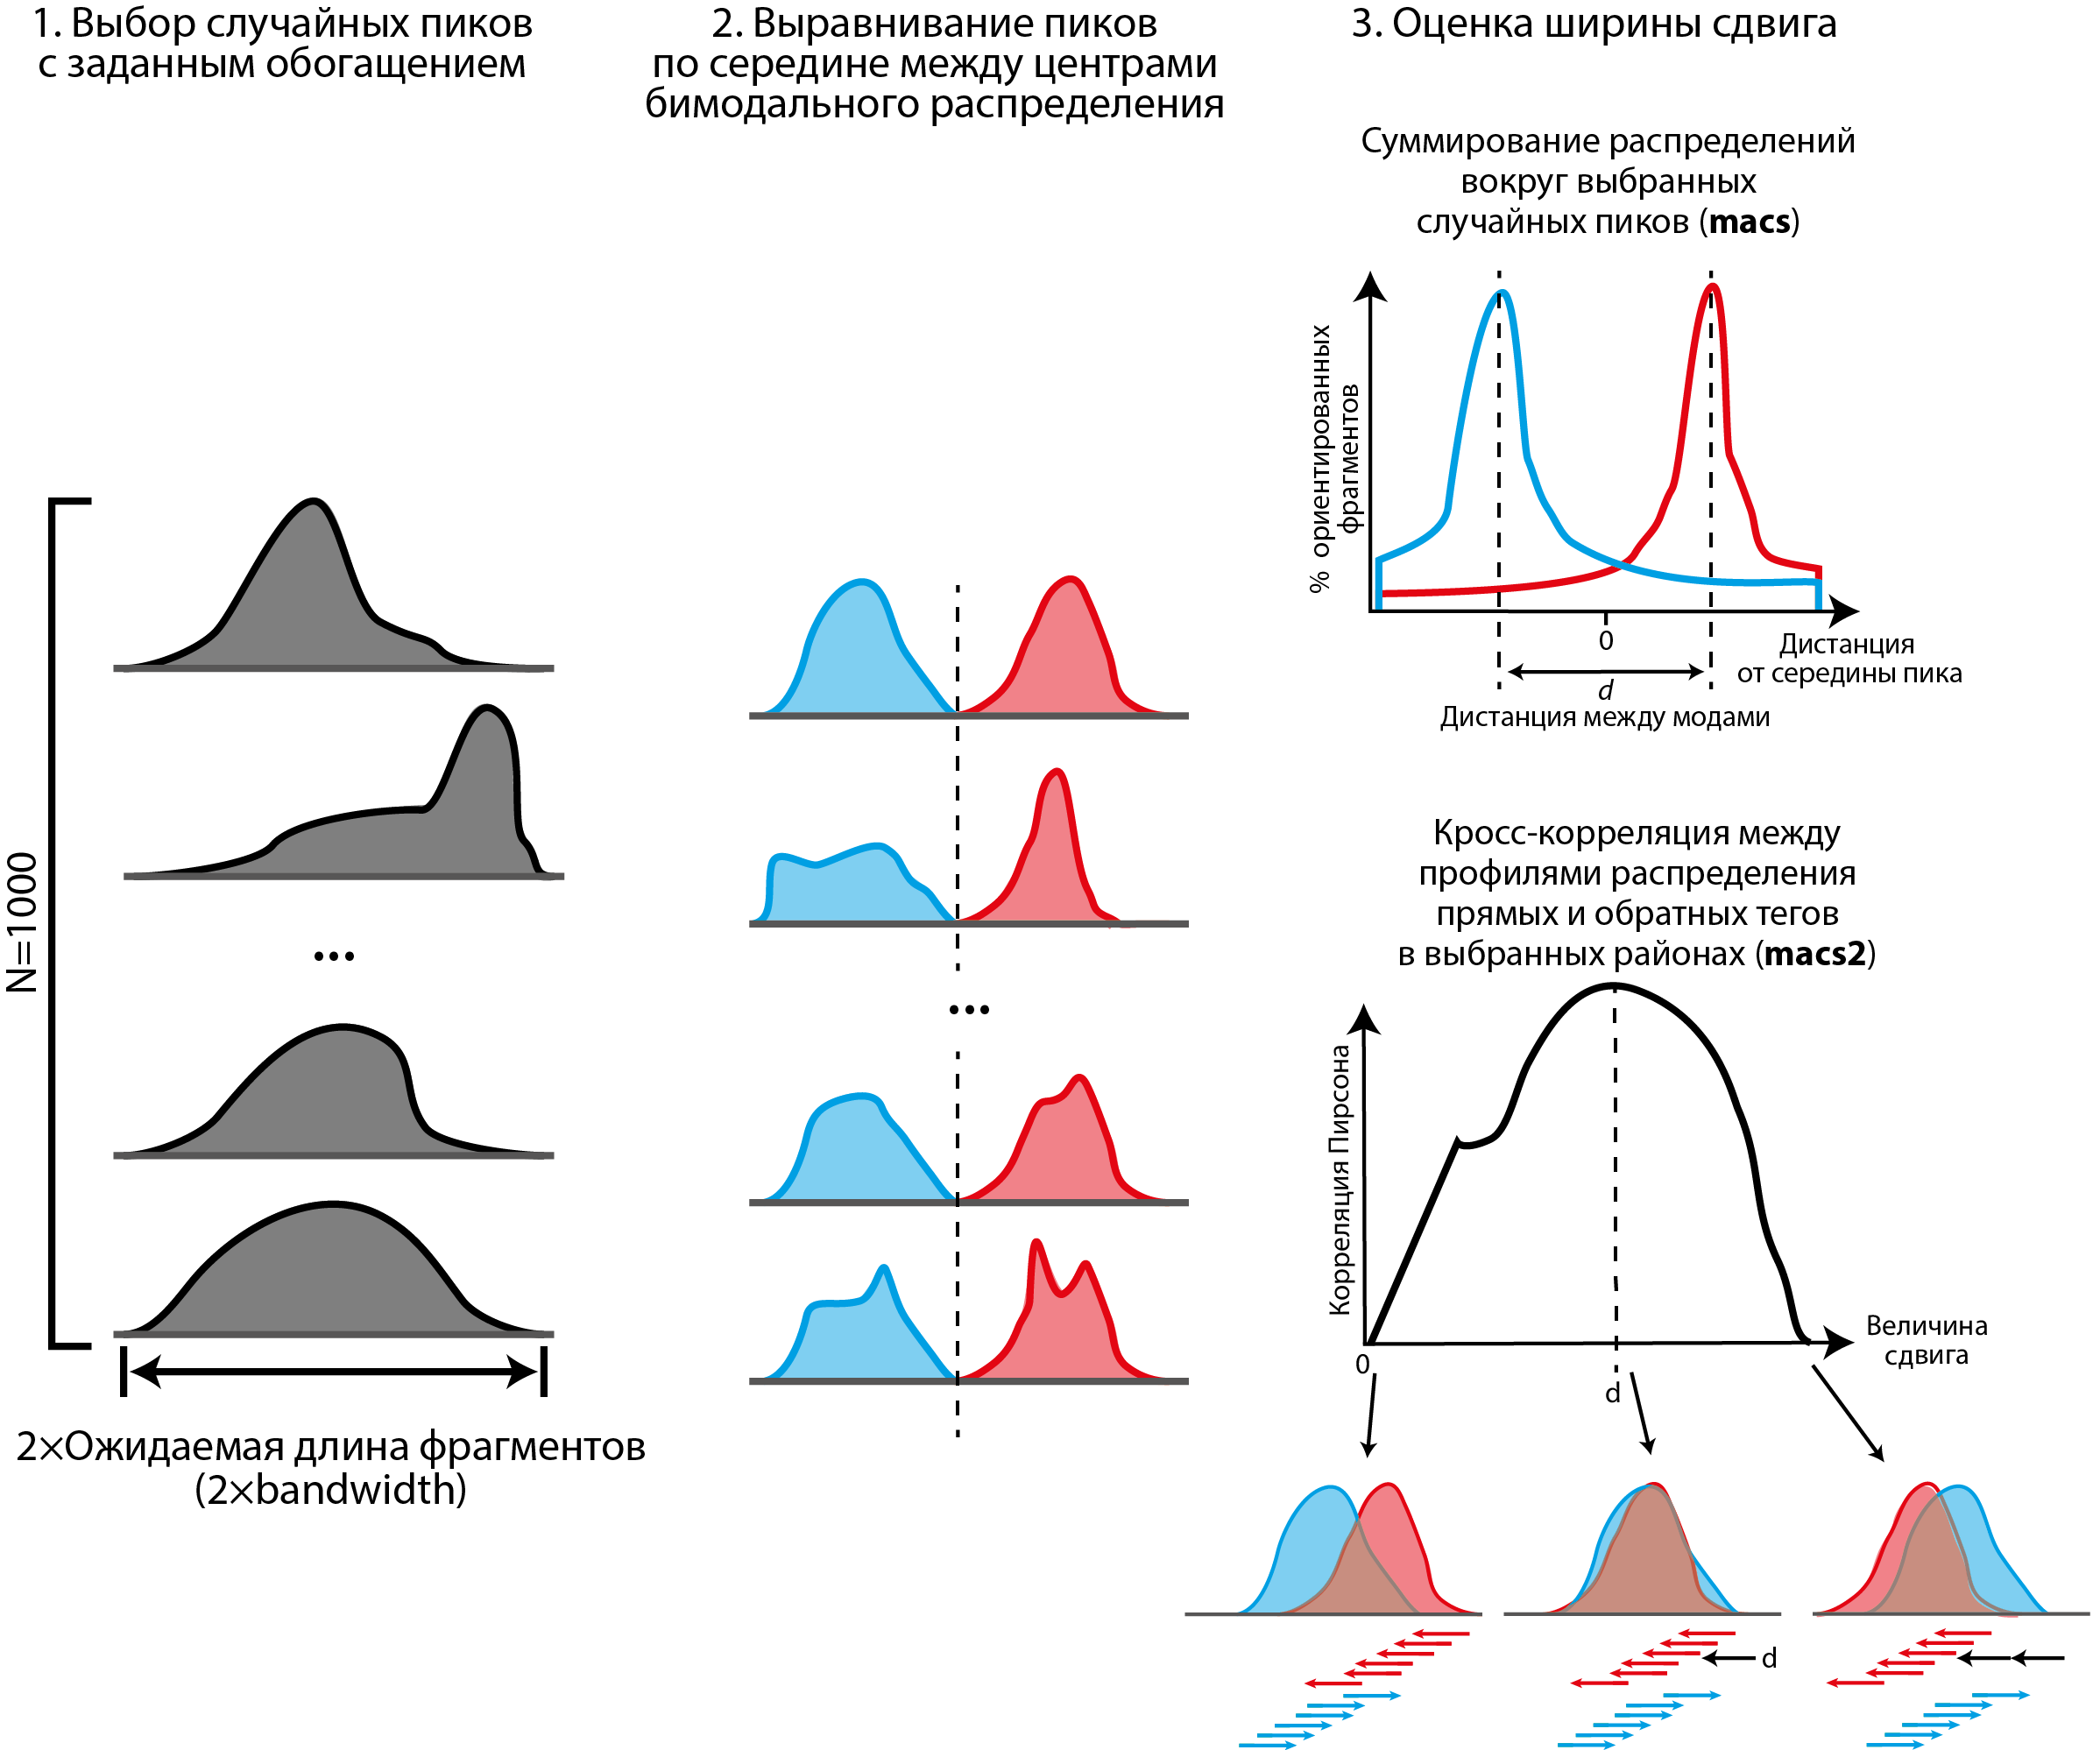 1. Выбор случайных пиков
с заданным обогащением
N=1000
...
2×Ожидаемая длина фрагментов
(2×bandwidth)
2. Выравнивание пиков
по середине между центрами
бимодального распределения
...
3. Оценка ширины сдвига
Суммирование распределений
вокруг выбранных
случайных пиков (macs)
% ориентированных
фрагментов
0
Дистанция
от середины пика
d
Дистанция между модами
Кросс-корреляция между
профилями распределения
прямых и обратных тегов
в выбранных районах (macs2)
Корреляция Пирсона
Величина
сдвига
0
d
d